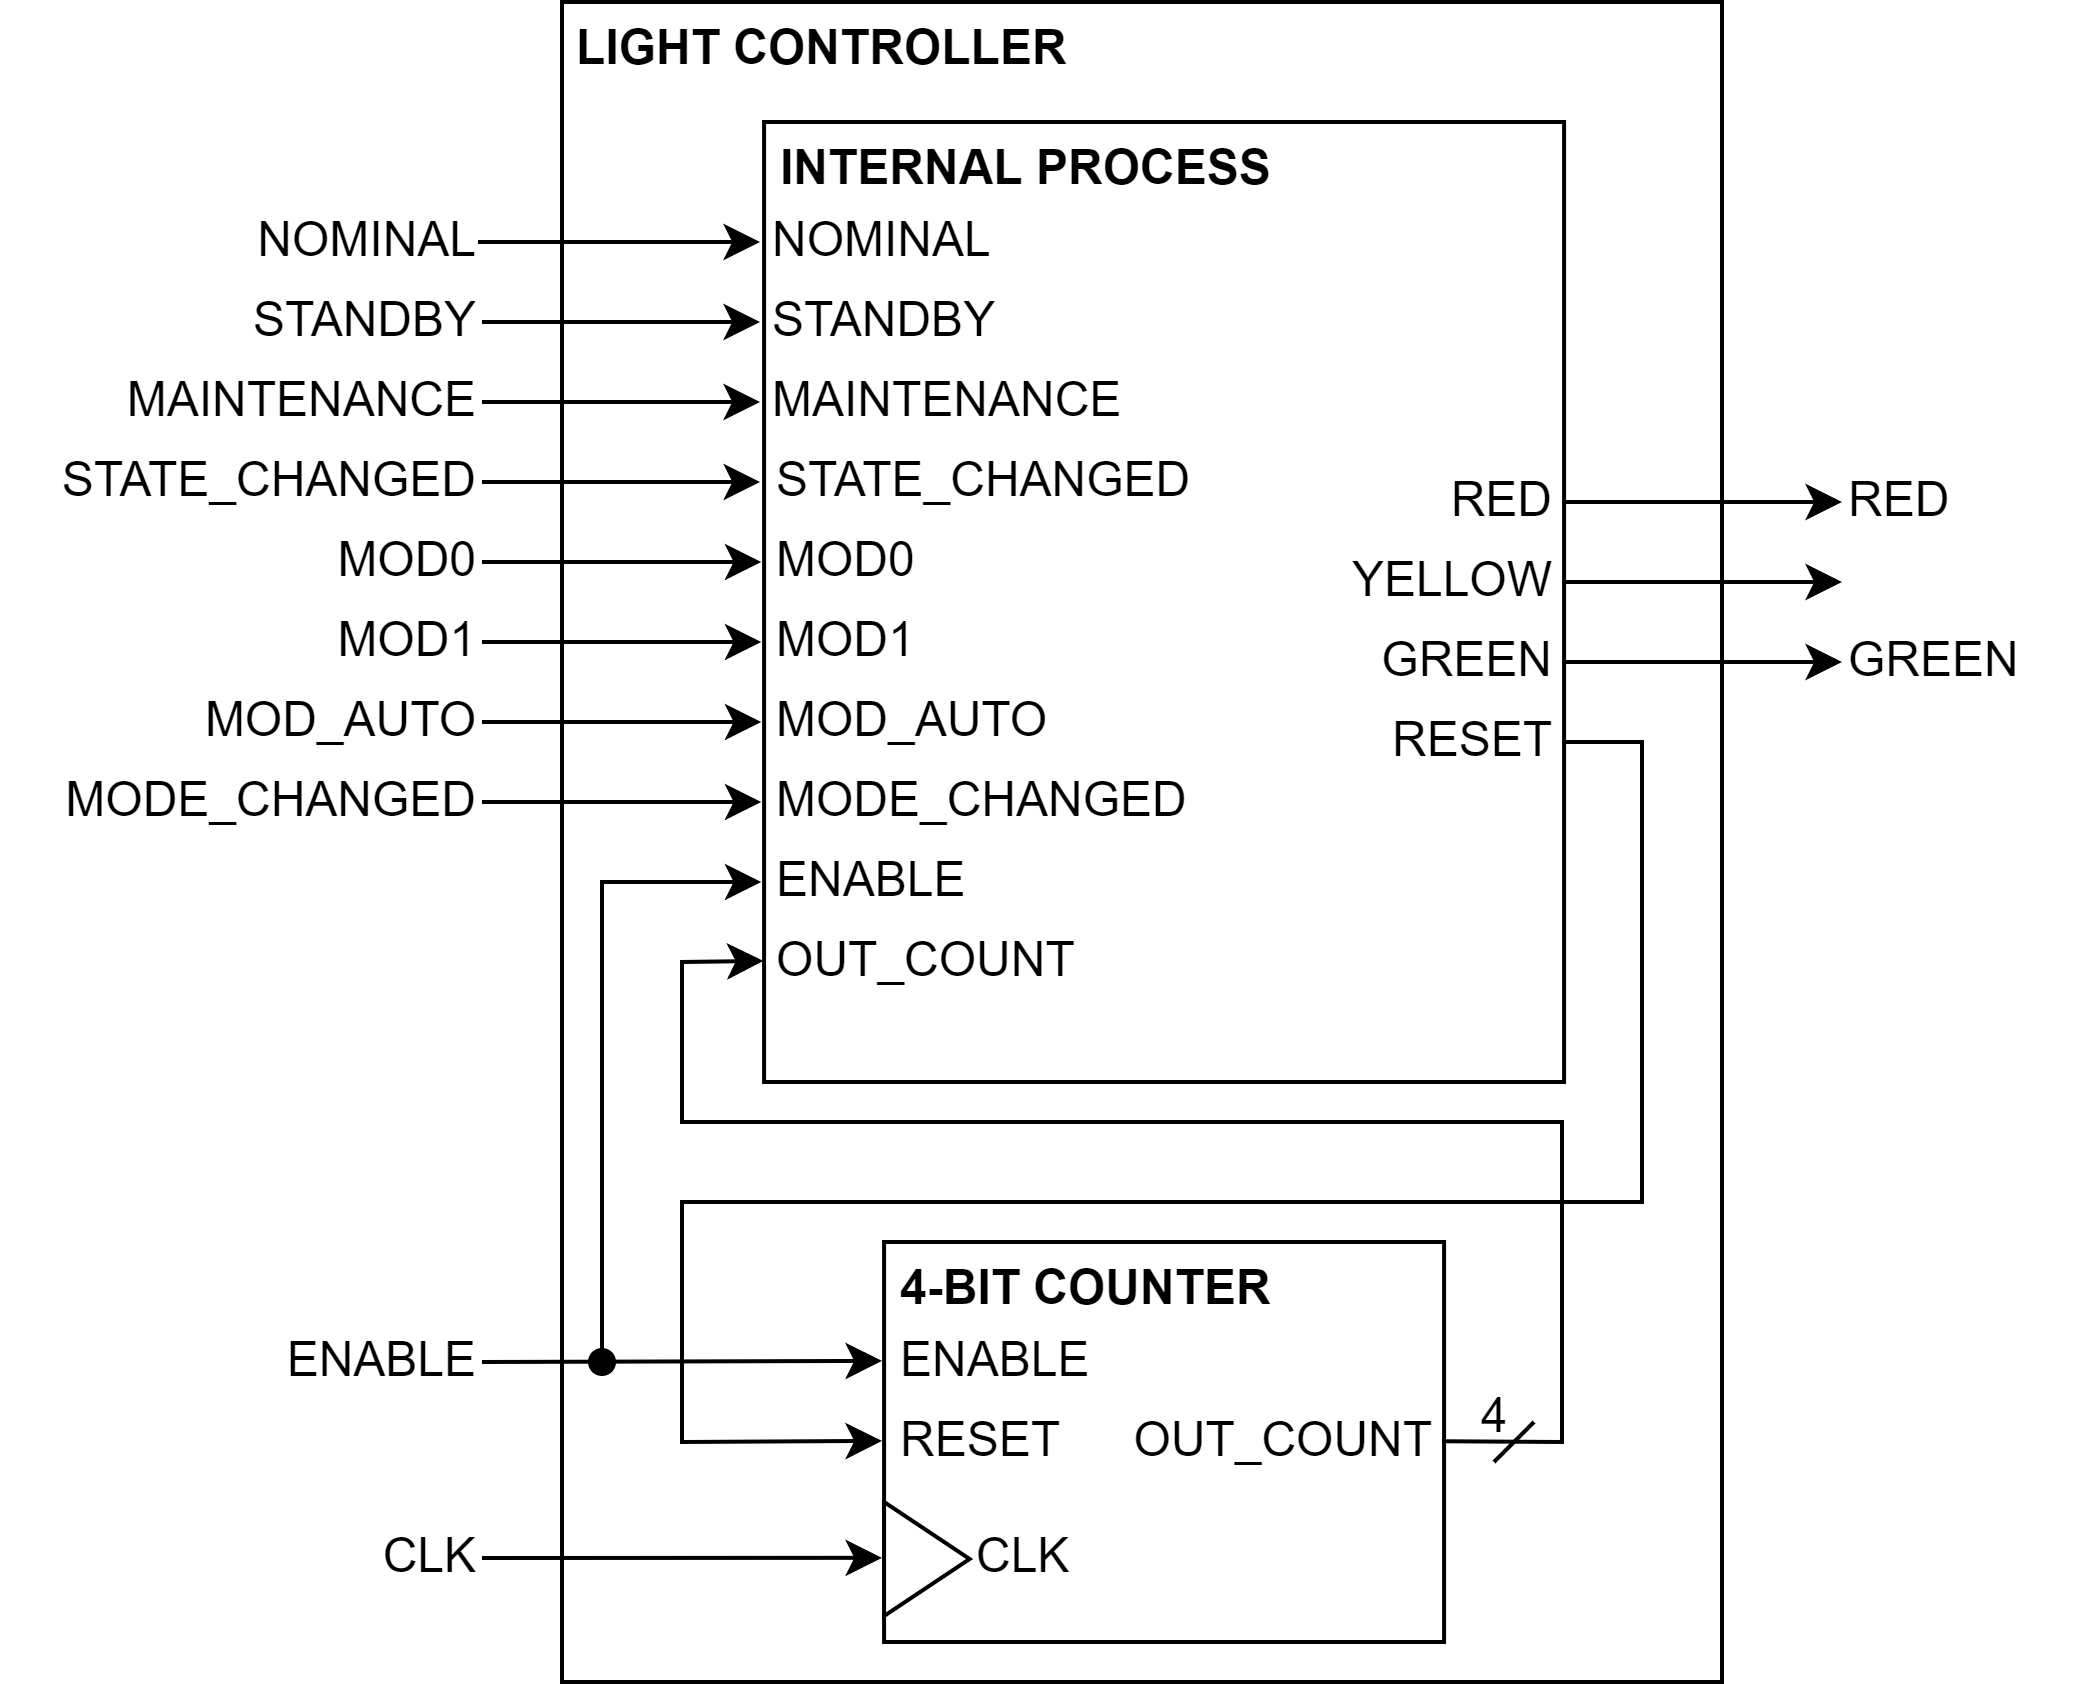 LIGHT CONTROLLER
INTERNAL PROCESS
NOMINAL NOMINAL
STANDBY STANDBY
MAINTENANCE MAINTENANCE
STATE_CHANGED STATE_CHANGED
RED RED
MOD0 MOD0
YELLOW
MOD1 MOD1
GREEN GREEN
MOD_AUTO MOD_AUTO
RESET
MODE_CHANGED MODE_CHANGED
ENABLE
OUT_COUNT
4-BIT COUNTER
ENABLE ENABLE
4
RESET OUT_COUNT
CLK CLK